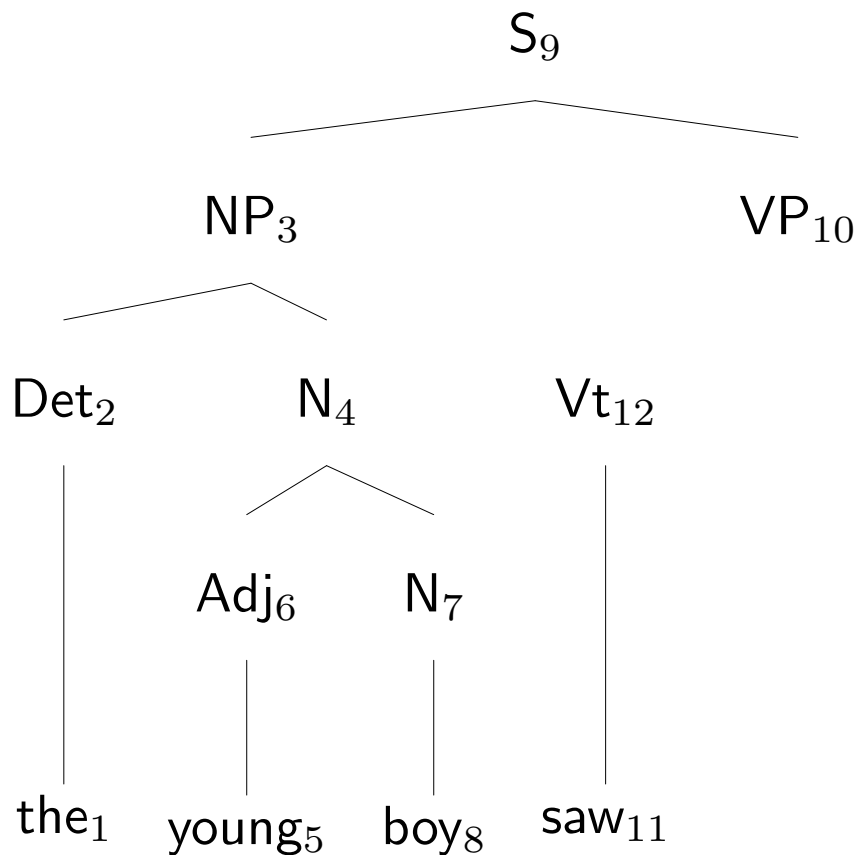 S₉
NP₃ VP₁₀
Det₂ N₄ Vt₁₂
Adj₆ N₇
the₁ young₅ boy₈ saw₁₁